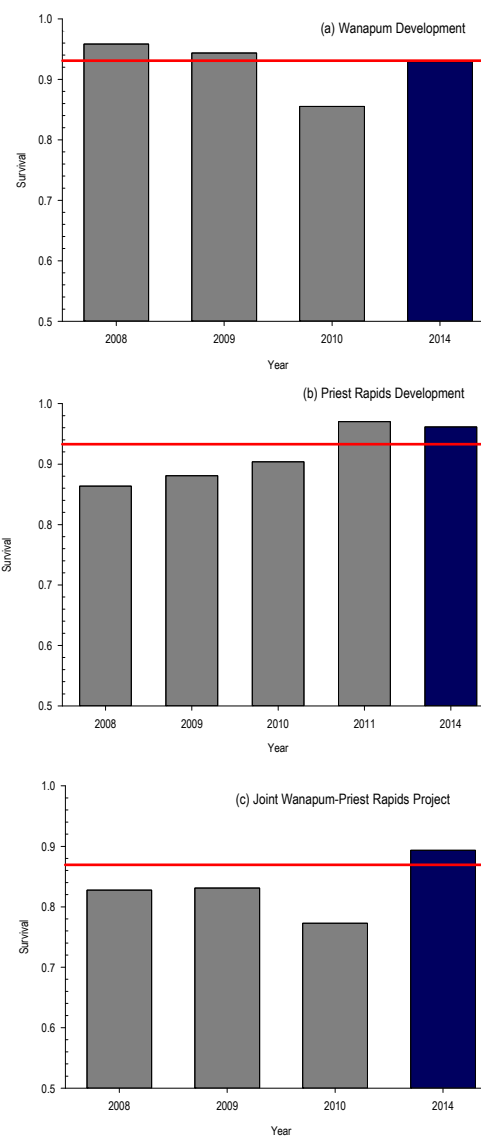 (a) Wanapum Development
1.0
0.9
0.8
0.7
0.6
0.5
Survival
2008 2009 2010 2014
Year
(b) Priest Rapids Development
1.0
0.9
0.8
0.7
0.6
0.5
Survival
2008 2009 2010 2011 2014
Year
(c) Joint Wanapum-Priest Rapids Project
1.0
0.9
0.8
0.7
0.6
0.5
Survival
2008 2009 2010 2014
Year